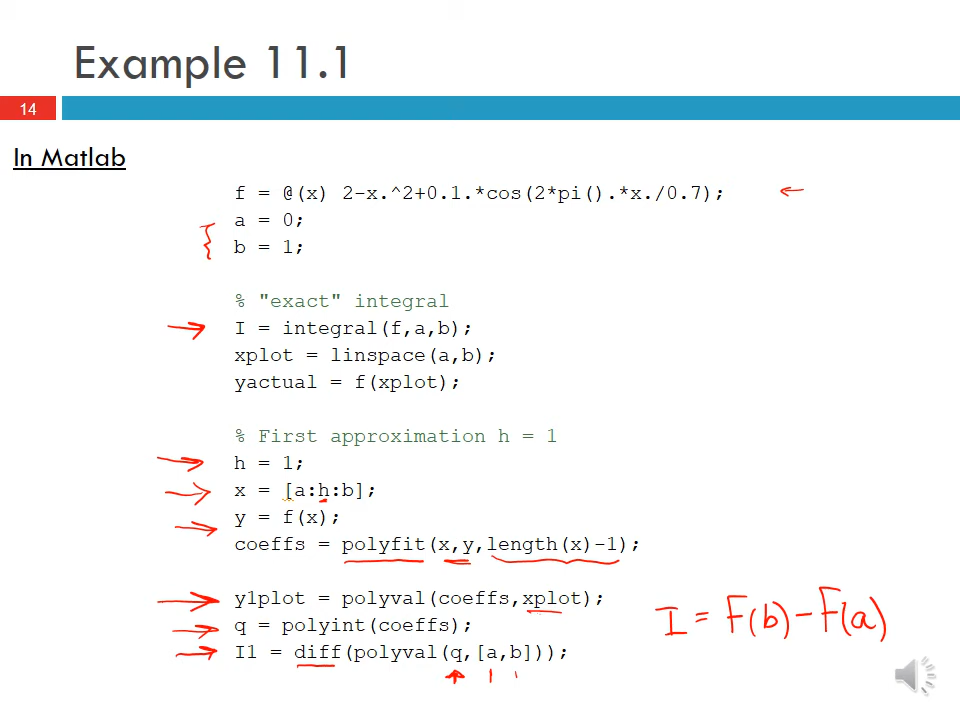 Example 11.1
14
In Matlab
f = @(x) 2-x.^2+0.1.*cos(2*pi().*x./0.7);
a = 0;
b = 1;
% "exact" integral
I = integral(f,a,b);
xplot = linspace(a,b);
yactual = f(xplot);
% First approximation h = 1
h = 1;
x = [a:h:b];
y = f(x);
coeffs = polyfit(x,y,length(x)-1);
y1plot = polyval(coeffs,xplot);
q = polyint(coeffs);
I = F(b)-F(a)
I1 = diff(polyval(q,[a,b]));